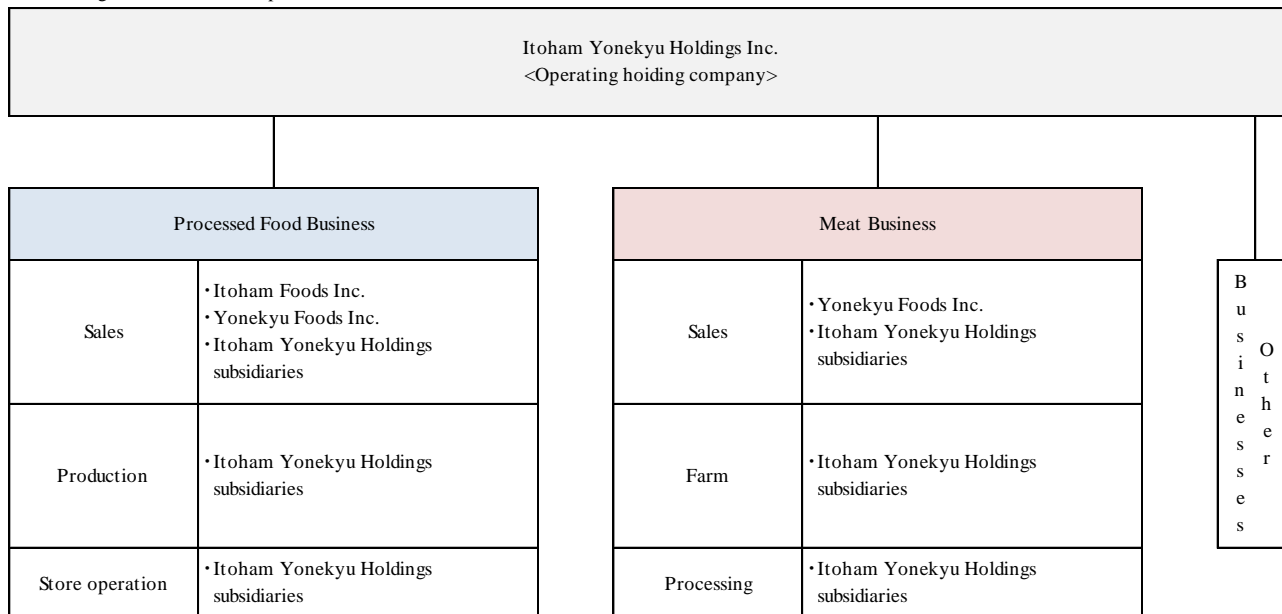 Itoham Yonekyu Holdings Inc.
<Operating hoiding company>
Processed Food Business
Sales
・Itoham Foods Inc.
・Yonekyu Foods Inc.
・Itoham Yonekyu Holdings
subsidiaries
Production
・Itoham Yonekyu Holdings
subsidiaries
Store operation
・Itoham Yonekyu Holdings
subsidiaries
Meat Business
Sales
・Yonekyu Foods Inc.
・Itoham Yonekyu Holdings
subsidiaries
Farm
・Itoham Yonekyu Holdings
subsidiaries
Processing
・Itoham Yonekyu Holdings
subsidiaries
Other
Businesses